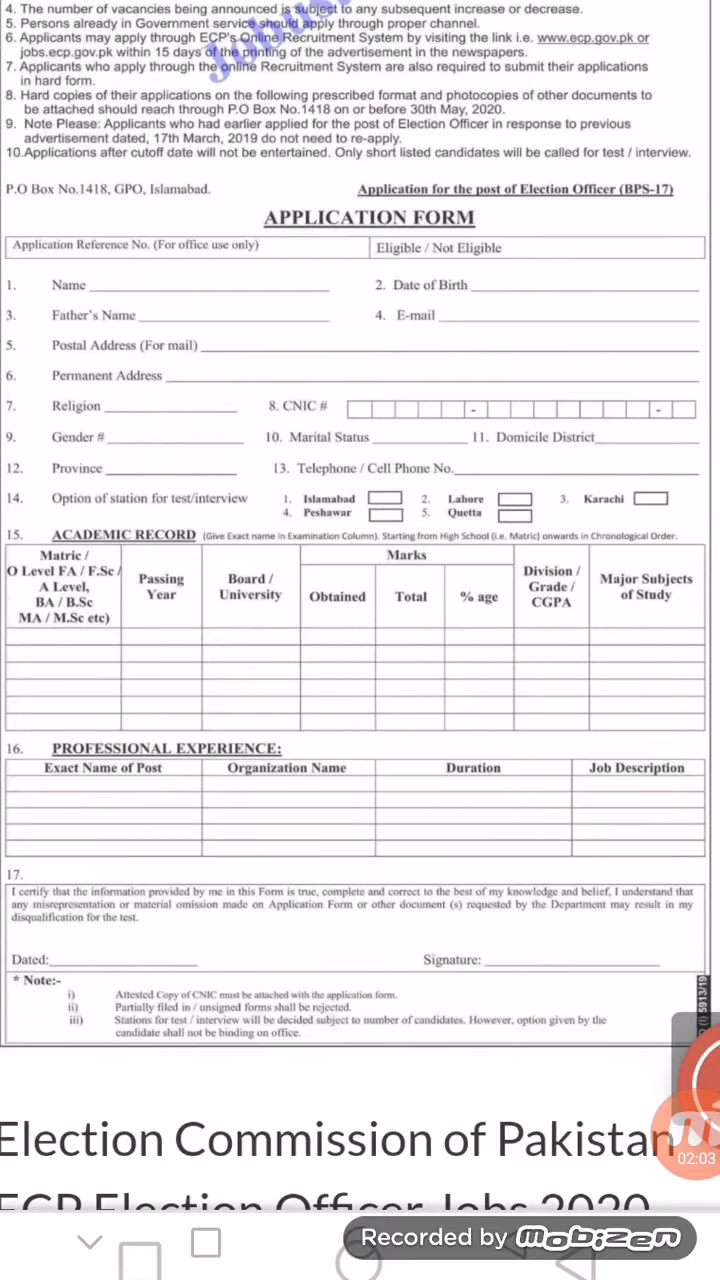 4. The number of vacancies being announced is subject to any subsequent increase or decrease.
5. Persons already in Government service should apply through proper channel.
6. Applicants may apply through ECP's Online Recruitment System by visiting the link i.e. www.ecp.gov.pk or
jobs.ecp.gov.pk within 15 days of the printing of the advertisement in the newspapers.
7. Applicants who apply through the online Recruitment System are also required to submit their applications
in hard form.
8. Hard copies of their applications on the following prescribed format and photocopies of other documents to
be attached should reach through P.O Box No.1418 on or before 30th May, 2020.
9. Note Please: Applicants who had earlier applied for the post of Election Officer in response to previous
advertisement dated, 17th March, 2019 do not need to re-apply.
10.Applications after cutoff date will not be entertained. Only short listed candidates will be called for test / interview.
P.O Box No.1418, GPO, Islamabad. Application for the post of Election Officer (BPS-17)
APPLICATION FORM
Application Reference No. (For office use only) Eligible / Not Eligible
1. Name 2. Date of Birth
3. Father's Name 4. E-mail
5. Postal Address (For mail)
6. Permanent Address
7. Religion 8. CNIC # - -
9. Gender # 10. Marital Status 11. Domicile District
12. Province 13. Telephone / Cell Phone No.
14. Option of station for test/interview 1. Islamabad 2. Lahore 3. Karachi
4. Peshawar 5. Quetta
15. ACADEMIC RECORD (Give Exact name in Examination Column). Starting from High School (i.e. Matric) onwards in Chronological Order.
Matric /
O Level FA / F.Sc /
A Level,
BA / B.Sc
MA / M.Sc etc)
Passing
Year
Board /
University
Marks
Obtained Total % age
Division /
Grade /
CGPA
Major Subjects
of Study
16. PROFESSIONAL EXPERIENCE:
Exact Name of Post Organization Name Duration Job Description
17.
I certify that the information provided by me in this Form is true, complete and correct to the best of my knowledge and belief, I understand that
any misrepresentation or material omission made on Application Form or other document (s) requested by the Department may result in my
disqualification for the test.
Dated: Signature:
* Note:-
i) Attested Copy of CNIC must be attached with the application form.
ii) Partially filed in / unsigned forms shall be rejected.
iii) Stations for test / interview will be decided subject to number of candidates. However, option given by the
candidate shall not be binding on office.
(I) 5913/19
Election Commission of Pakistan
ECP Election Officer Jobs 2020
02:03
Recorded by mobizen